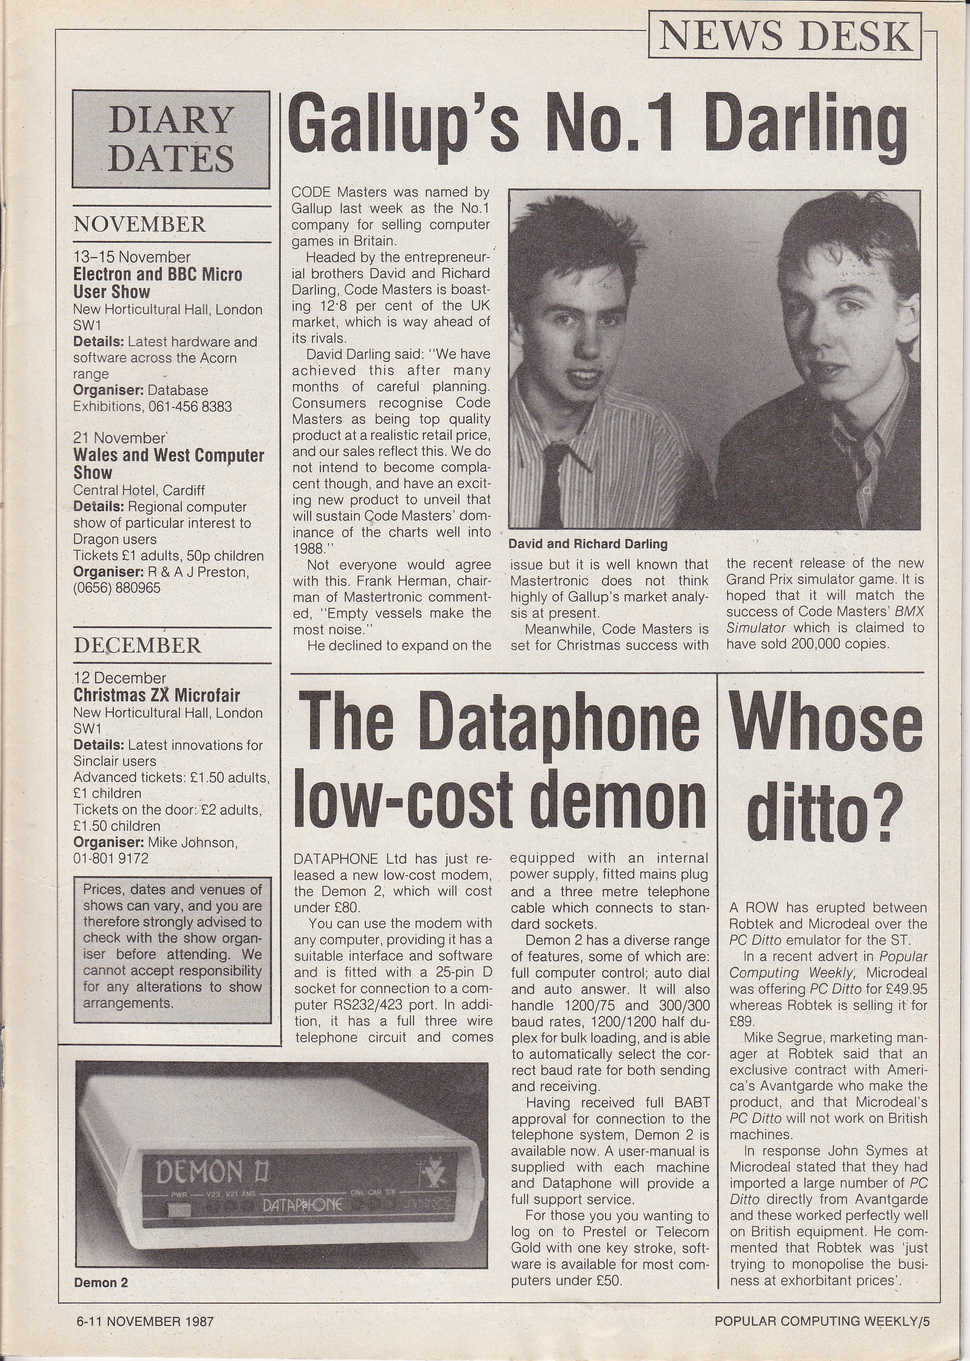 NEWS DESK
DIARY
DATES
NOVEMBER
13–15 November
Electron and BBC Micro
User Show
New Horticultural Hall, London
SW1
Details: Latest hardware and
software across the Acorn
range
Organiser: Database
Exhibitions, 061-456 8383
21 November
Wales and West Computer
Show
Central Hotel, Cardiff
Details: Regional computer
show of particular interest to
Dragon users
Tickets £1 adults, 50p children
Organiser: R & A J Preston,
(0656) 880965
DECEMBER
12 December
Christmas ZX Microfair
New Horticultural Hall, London
SW1
Details: Latest innovations for
Sinclair users
Advanced tickets: £1.50 adults,
£1 children
Tickets on the door: £2 adults,
£1.50 children
Organiser: Mike Johnson,
01-801 9172
Prices, dates and venues of
shows can vary, and you are
therefore strongly advised to
check with the show organ-
iser before attending. We
cannot accept responsibility
for any alterations to show
arrangements.
Gallup's No.1 Darling
CODE Masters was named by
Gallup last week as the No.1
company for selling computer
games in Britain.
Headed by the entrepreneur-
ial brothers David and Richard
Darling, Code Masters is boast-
ing 12·8 per cent of the UK
market, which is way ahead of
its rivals.
David Darling said: "We have
achieved this after many
months of careful planning.
Consumers recognise Code
Masters as being top quality
product at a realistic retail price,
and our sales reflect this. We do
not intend to become compla-
cent though, and have an excit-
ing new product to unveil that
will sustain Code Masters' dom-
inance of the charts well into
1988."
Not everyone would agree
with this. Frank Herman, chair-
man of Mastertronic comment-
ed, "Empty vessels make the
most noise."
He declined to expand on the
David and Richard Darling
issue but it is well known that
Mastertronic does not think
highly of Gallup's market analy-
sis at present.
Meanwhile, Code Masters is
set for Christmas success with
the recent release of the new
Grand Prix simulator game. It is
hoped that it will match the
success of Code Masters' BMX
Simulator which is claimed to
have sold 200,000 copies.
The Dataphone
low-cost demon
DATAPHONE Ltd has just re-
leased a new low-cost modem,
the Demon 2, which will cost
under £80.
You can use the modem with
any computer, providing it has a
suitable interface and software
and is fitted with a 25-pin D
socket for connection to a com-
puter RS232/423 port. In addi-
tion, it has a full three wire
telephone circuit and comes
equipped with an internal
power supply, fitted mains plug
and a three metre telephone
cable which connects to stan-
dard sockets.
Demon 2 has a diverse range
of features, some of which are:
full computer control; auto dial
and auto answer. It will also
handle 1200/75 and 300/300
baud rates, 1200/1200 half du-
plex for bulk loading, and is able
to automatically select the cor-
rect baud rate for both sending
and receiving.
Having received full BABT
approval for connection to the
telephone system, Demon 2 is
available now. A user-manual is
supplied with each machine
and Dataphone will provide a
full support service.
For those you you wanting to
log on to Prestel or Telecom
Gold with one key stroke, soft-
ware is available for most com-
puters under £50.
DEMON II
PWR V23 V21 ANS
DATAPHONE
Demon 2
Whose
ditto?
A ROW has erupted between
Robtek and Microdeal over the
PC Ditto emulator for the ST.
In a recent advert in Popular
Computing Weekly, Microdeal
was offering PC Ditto for £49.95
whereas Robtek is selling it for
£89.
Mike Segrue, marketing man-
ager at Robtek said that an
exclusive contract with Ameri-
ca's Avantgarde who make the
product, and that Microdeal's
PC Ditto will not work on British
machines.
In response John Symes at
Microdeal stated that they had
imported a large number of PC
Ditto directly from Avantgarde
and these worked perfectly well
on British equipment. He com-
mented that Robtek was 'just
trying to monopolise the busi-
ness at exhorbitant prices'.
6-11 NOVEMBER 1987
POPULAR COMPUTING WEEKLY/5